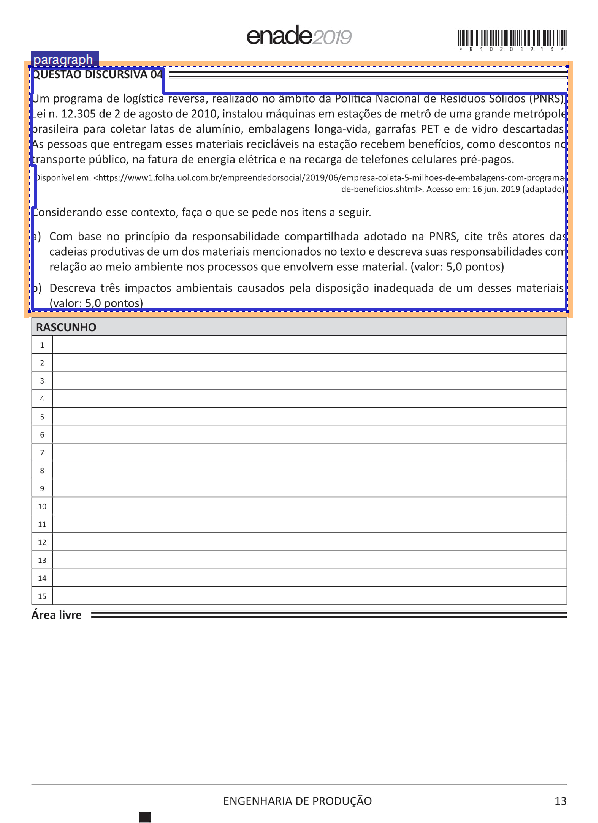 enade2019
paragraph
QUESTÃO DISCURSIVA 04
Um programa de logística reversa, realizado no âmbito da Política Nacional de Resíduos Sólidos (PNRS),
Lei n. 12.305 de 2 de agosto de 2010, instalou máquinas em estações de metrô de uma grande metrópole
brasileira para coletar latas de alumínio, embalagens longa-vida, garrafas PET e de vidro descartadas.
As pessoas que entregam esses materiais recicláveis na estação recebem benefícios, como descontos no
transporte público, na fatura de energia elétrica e na recarga de telefones celulares pré-pagos.
Disponível em: <https://www1.folha.uol.com.br/empreendedorsocial/2019/06/empresa-coleta-5-milhoes-de-embalagens-com-programa-
de-beneficios.shtml>. Acesso em: 16 jun. 2019 (adaptado).
Considerando esse contexto, faça o que se pede nos itens a seguir.
a) Com base no princípio da responsabilidade compartilhada adotado na PNRS, cite três atores das
cadeias produtivas de um dos materiais mencionados no texto e descreva suas responsabilidades com
relação ao meio ambiente nos processos que envolvem esse material. (valor: 5,0 pontos)
b) Descreva três impactos ambientais causados pela disposição inadequada de um desses materiais.
(valor: 5,0 pontos)
RASCUNHO
1
2
3
4
5
6
7
8
9
10
11
12
13
14
15
Área livre
ENGENHARIA DE PRODUÇÃO 13